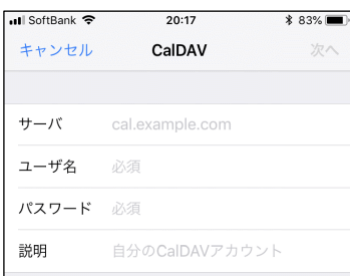 SoftBank 20:17 83%
キャンセル CalDAV 次へ
サーバ cal.example.com
ユーザ名 必須
パスワード 必須
説明 自分のCalDAVアカウント